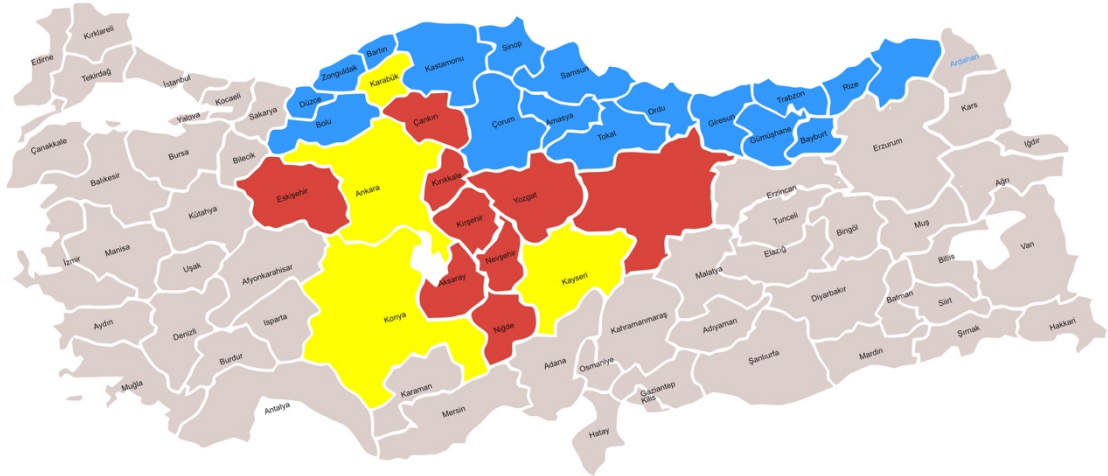 Kırklareli
Edirne
Tekirdağ
İstanbul
Kocaeli
Yalova
Sakarya
Düzce
Zonguldak
Bartın
Karabük
Kastamonu
Sinop
Samsun
Bolu
Çankırı
Çorum
Amasya
Tokat
Ordu
Giresun
Gümüşhane
Trabzon
Bayburt
Rize
Ardahan
Kars
Iğdır
Erzurum
Ağrı
Çanakkale
Balıkesir
Bursa
Bilecik
Kütahya
Eskişehir
Ankara
Kırıkkale
Kırşehir
Yozgat
Nevşehir
Kayseri
Aksaray
Niğde
Konya
Erzincan
Tunceli
Bingöl
Muş
Elazığ
Malatya
Bitlis
Van
Manisa
İzmir
Uşak
Afyonkarahisar
Aydın
Denizli
Isparta
Burdur
Muğla
Antalya
Karaman
Mersin
Adana
Osmaniye
Kahramanmaraş
Adıyaman
Gaziantep
Kilis
Hatay
Şanlıurfa
Diyarbakır
Mardin
Batman
Siirt
Şırnak
Hakkari